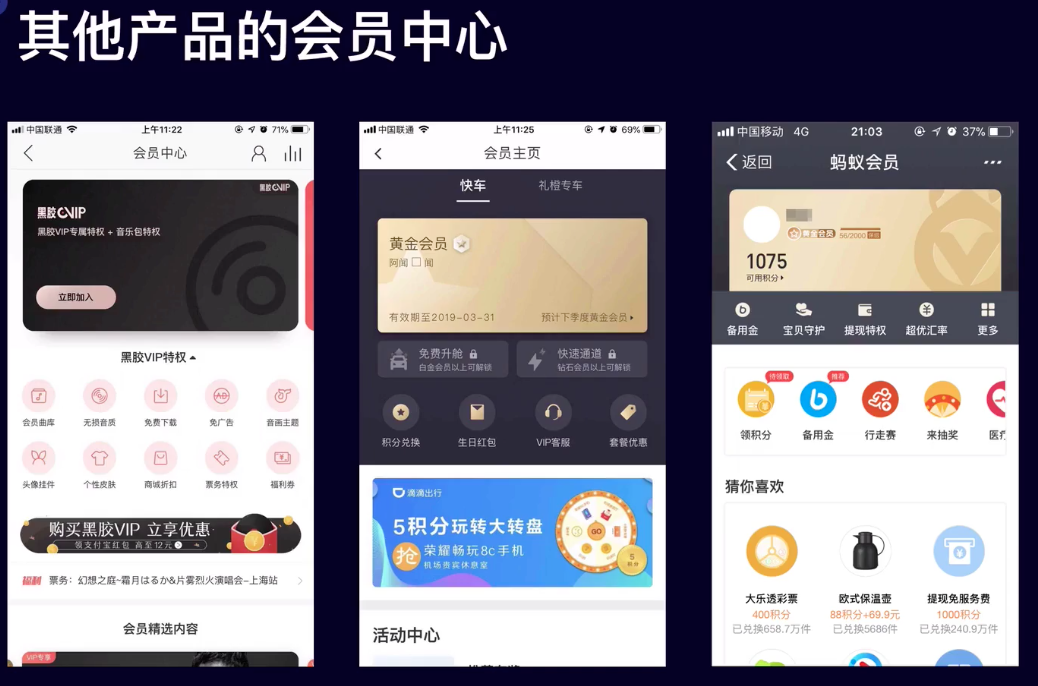 其他产品的会员中心
中国联通 上午11:22 71%
会员中心
黑胶VIP
黑胶VIP
黑胶VIP专属特权 + 音乐包特权
立即加入
黑胶VIP特权
会员曲库 无损音质 免费下载 免广告 音画主题
头像挂件 个性皮肤 商城折扣 票务特权 福利券
购买黑胶VIP 立享优惠
领支付宝红包 高至12元
福利 票务：幻想之庭~霜月はるか&片雾烈火演唱会-上海站
会员精选内容
VIP专享
中国联通 上午11:25 69%
会员主页
快车 礼橙专车
黄金会员
阿闻囗闻
有效期至2019-03-31 预计下季度黄金会员
免费升舱 快速通道
白金会员以上可解锁 钻石会员以上可解锁
积分兑换 生日红包 VIP客服 套餐优惠
滴滴出行
5积分玩转大转盘
抢 荣耀畅玩8c手机
机场贵宾休息室
GO
5
积分
活动中心
中国移动 4G 21:03 37%
返回 蚂蚁会员
黄金会员 56/2000
1075
可用积分
备用金 宝贝守护 提现特权 超优汇率 更多
待领取 推荐
领积分 备用金 行走赛 来抽奖 医疗
猜你喜欢
大乐透彩票 欧式保温壶 提现免服务费
400积分 88积分+69.9元 1000积分
已兑换658.7万件 已兑换5686件 已兑换240.9万件